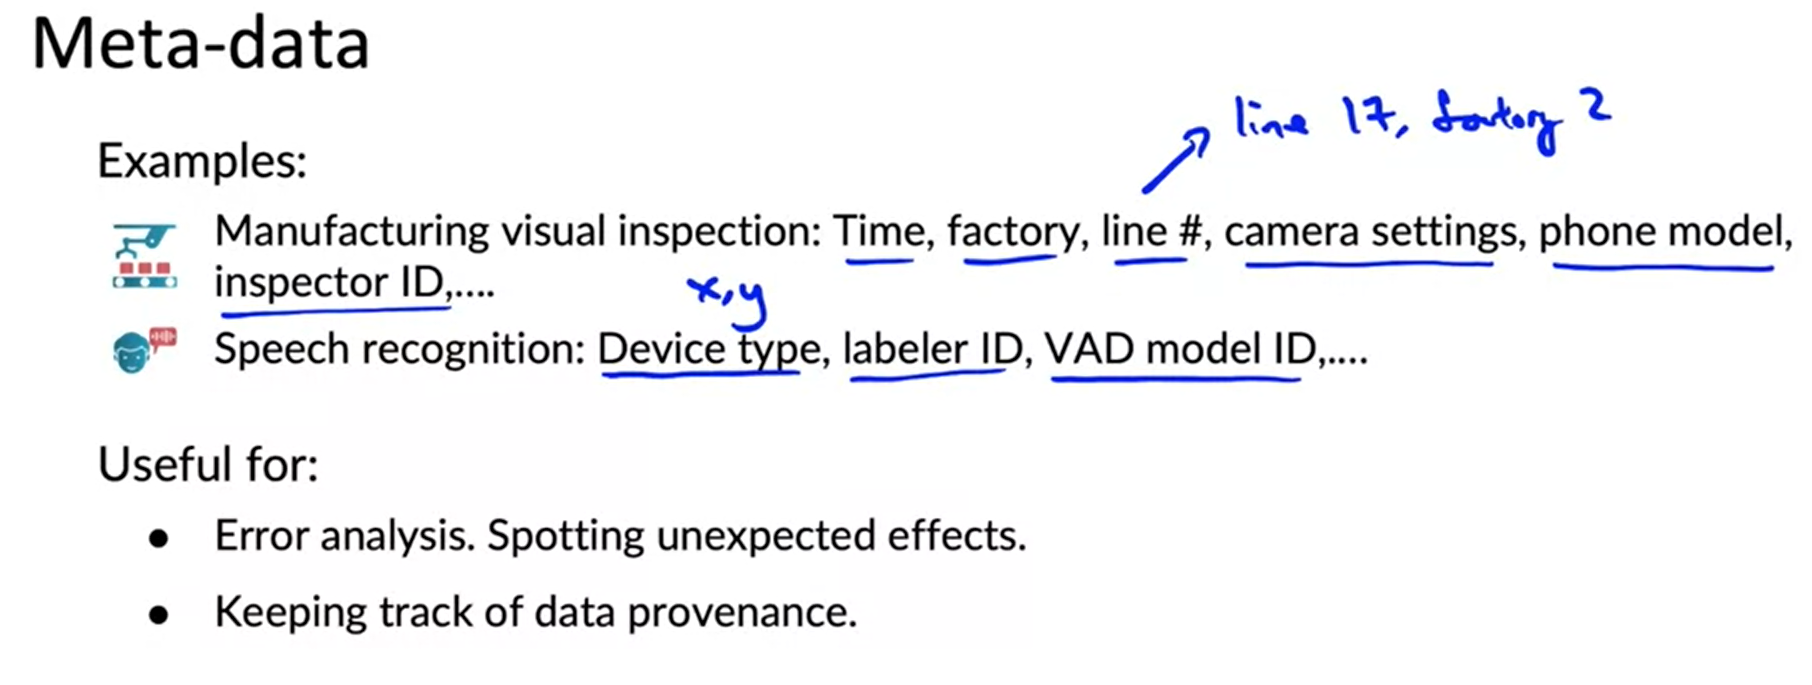 Meta-data
line 17, factory 2
Examples:
Manufacturing visual inspection: Time, factory, line #, camera settings, phone model,
inspector ID,....
x,y
Speech recognition: Device type, labeler ID, VAD model ID,....
Useful for:
● Error analysis. Spotting unexpected effects.
● Keeping track of data provenance.